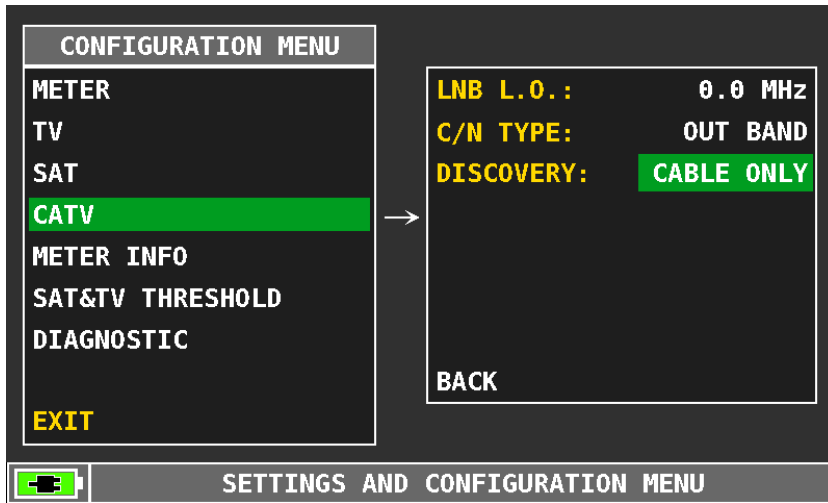 CONFIGURATION MENU
METER
TV
SAT
CATV
METER INFO
SAT&TV THRESHOLD
DIAGNOSTIC
EXIT
LNB L.O.: 0.0 MHz
C/N TYPE: OUT BAND
DISCOVERY: CABLE ONLY
BACK
SETTINGS AND CONFIGURATION MENU